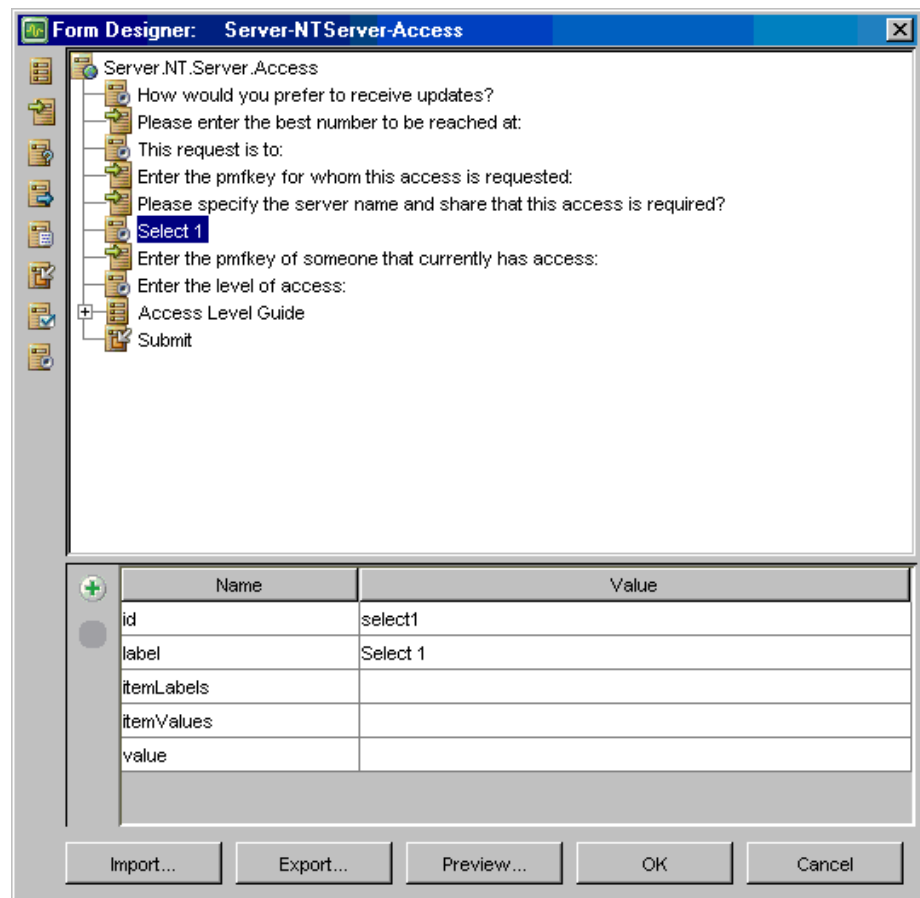 Form Designer: Server-NTServer-Access
Server.NT.Server.Access
How would you prefer to receive updates?
Please enter the best number to be reached at:
This request is to:
Enter the pmfkey for whom this access is requested:
Please specify the server name and share that this access is required?
Select 1
Enter the pmfkey of someone that currently has access:
Enter the level of access:
Access Level Guide
Submit
Name Value
id select1
label Select 1
itemLabels
itemValues
value
Import... Export... Preview... OK Cancel